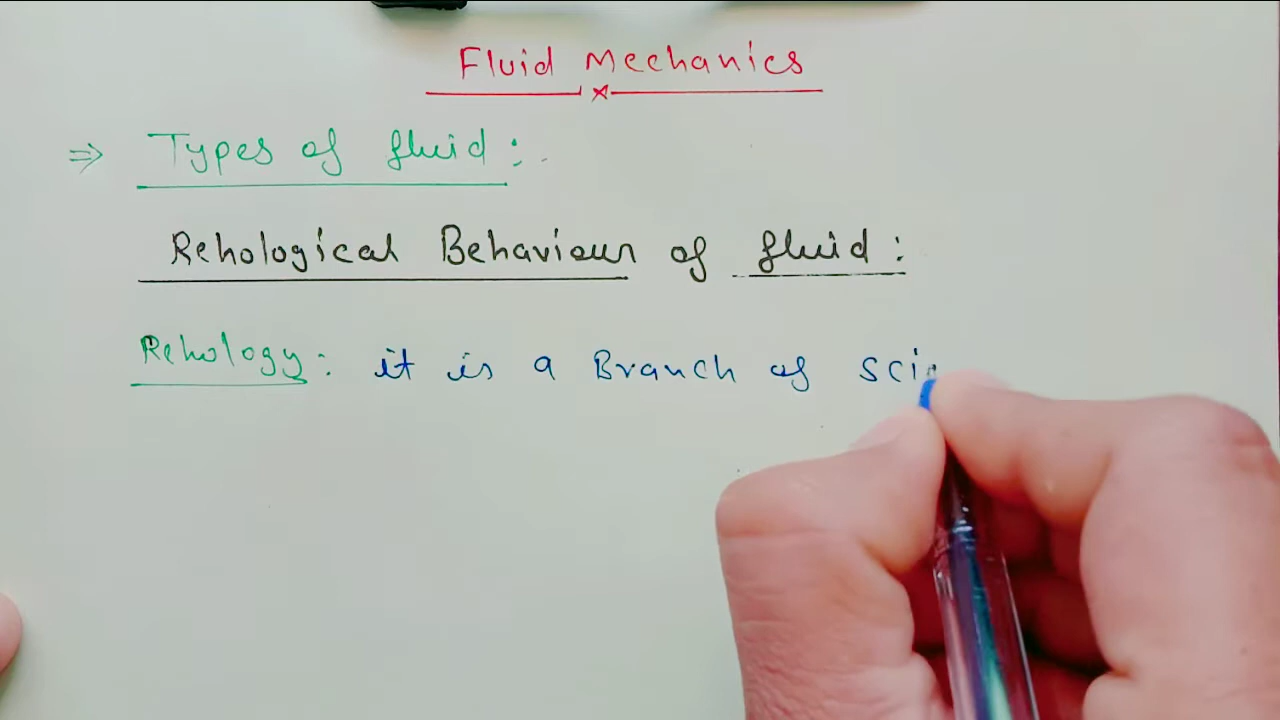 Fluid Mechanics
⇒ Types of fluid:
Rehological Behaviour of fluid:
Rehology: it is a Branch of sci